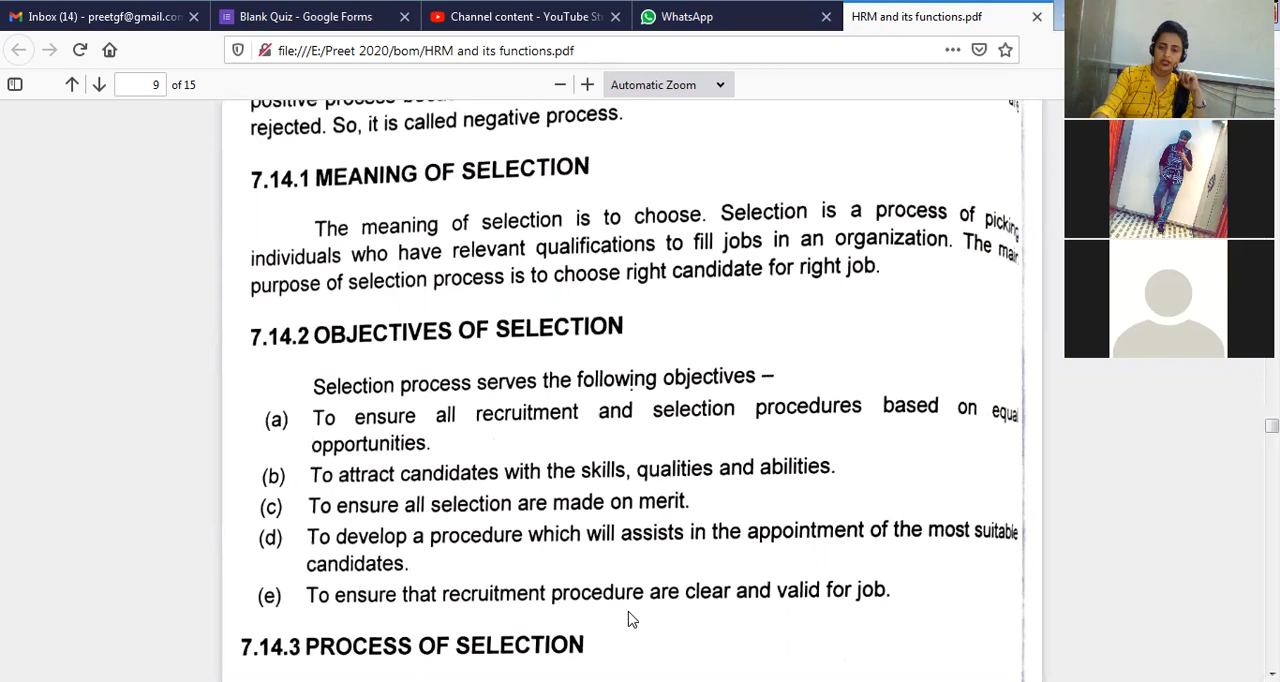 Inbox (14) - preetgf@gmail.co
Blank Quiz - Google Forms
Channel content - YouTube St
WhatsApp
HRM and its functions.pdf
file:///E:/Preet 2020/bom/HRM and its functions.pdf
9 of 15
Automatic Zoom
positive process
rejected. So, it is called negative process.
7.14.1 MEANING OF SELECTION
The meaning of selection is to choose. Selection is a process of picking
individuals who have relevant qualifications to fill jobs in an organization. The main
purpose of selection process is to choose right candidate for right job.
7.14.2 OBJECTIVES OF SELECTION
Selection process serves the following objectives –
(a) To ensure all recruitment and selection procedures based on equal
opportunities.
(b) To attract candidates with the skills, qualities and abilities.
(c) To ensure all selection are made on merit.
(d) To develop a procedure which will assists in the appointment of the most suitable
candidates.
(e) To ensure that recruitment procedure are clear and valid for job.
7.14.3 PROCESS OF SELECTION